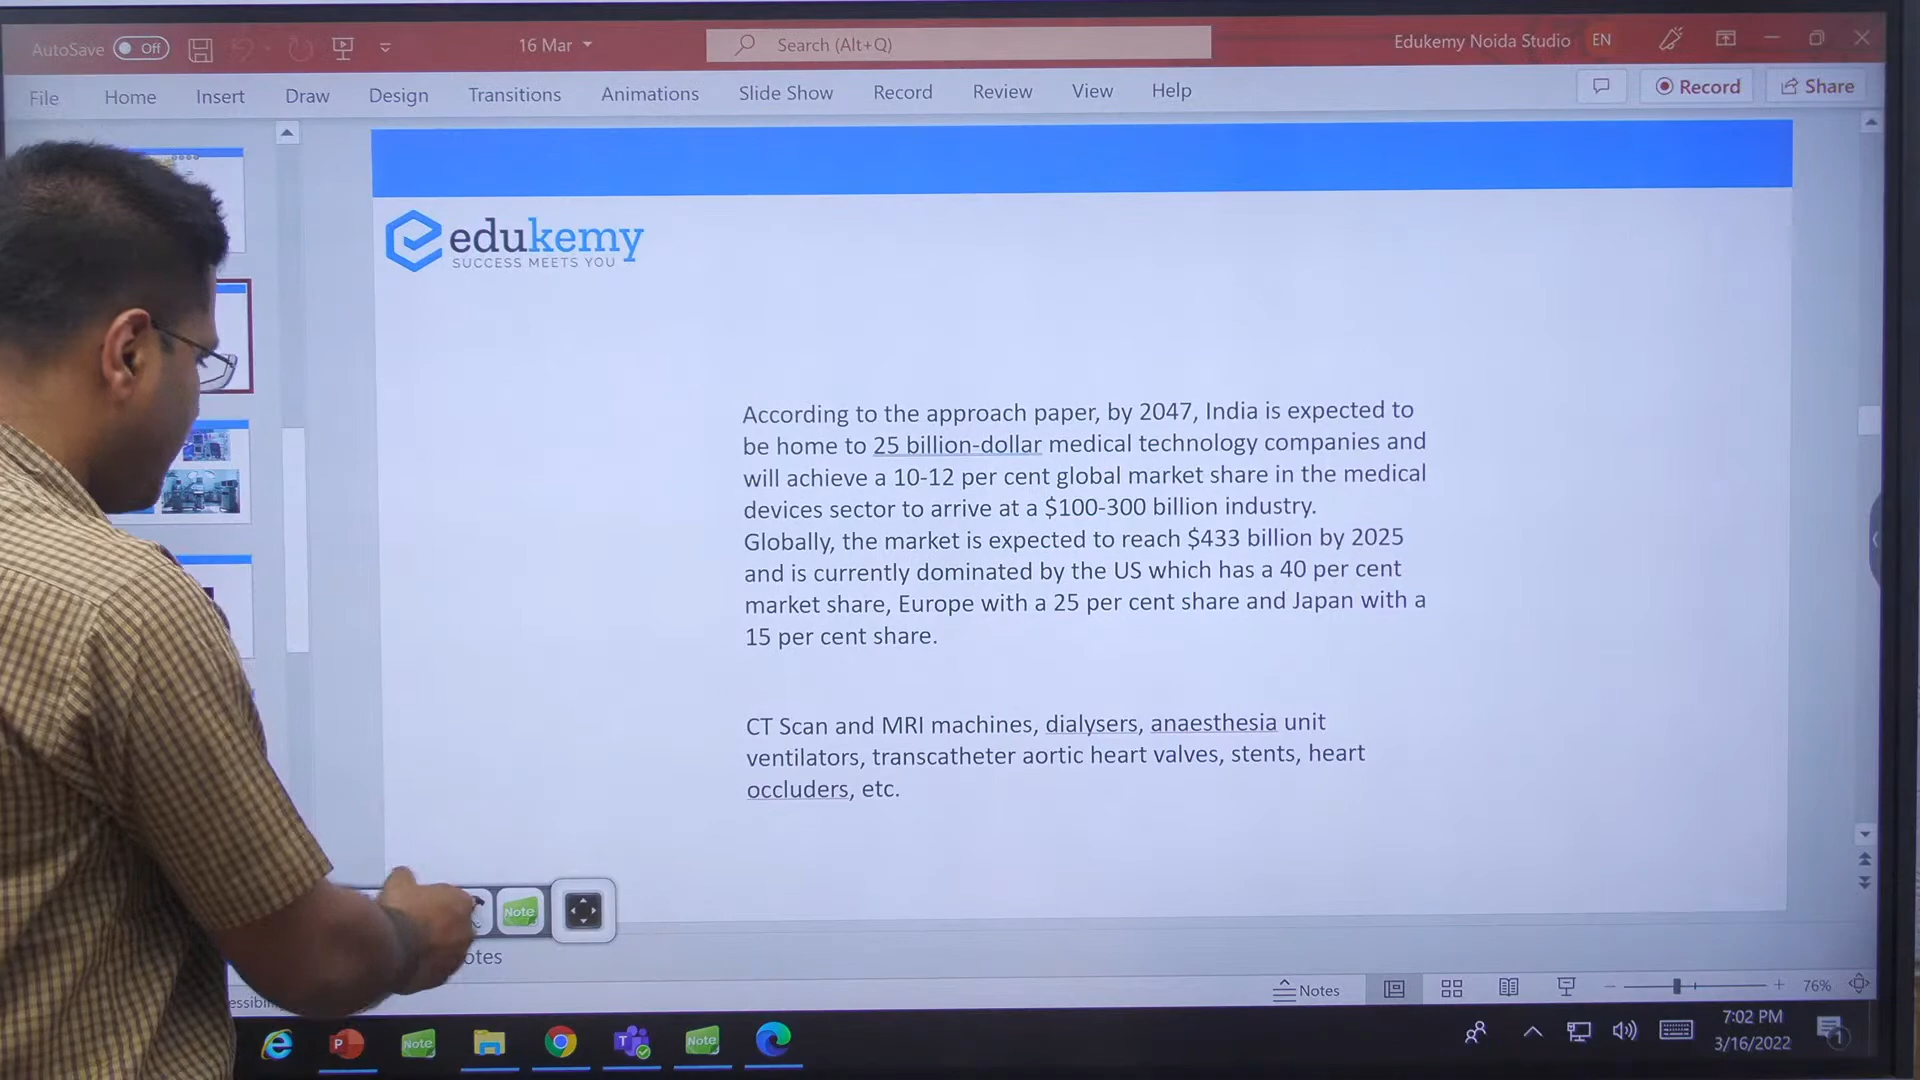 AutoSave Off 16 Mar Search (Alt+Q) Edukemy Noida Studio EN
File Home Insert Draw Design Transitions Animations Slide Show Record Review View Help Record Share
edukemy
SUCCESS MEETS YOU
According to the approach paper, by 2047, India is expected to
be home to 25 billion-dollar medical technology companies and
will achieve a 10-12 per cent global market share in the medical
devices sector to arrive at a $100-300 billion industry.
Globally, the market is expected to reach $433 billion by 2025
and is currently dominated by the US which has a 40 per cent
market share, Europe with a 25 per cent share and Japan with a
15 per cent share.
CT Scan and MRI machines, dialysers, anaesthesia unit
ventilators, transcatheter aortic heart valves, stents, heart
occluders, etc.
Note
otes
Notes 76%
Note Note 7:02 PM
3/16/2022 1